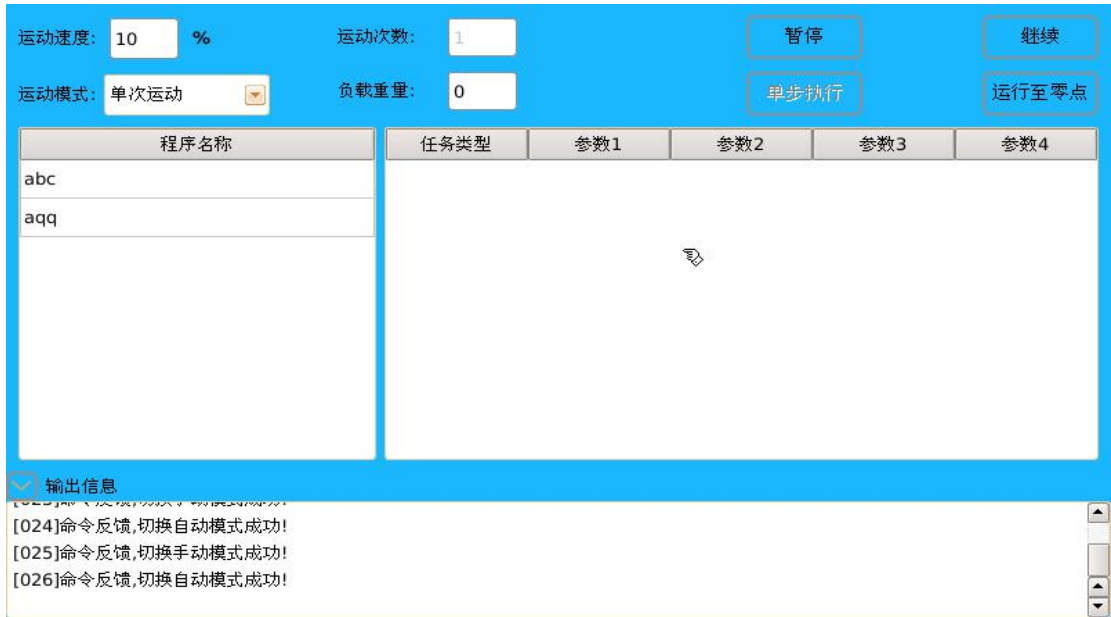 运动速度: 10 % 运动次数: 1 暂停 继续
运动模式: 单次运动 负载重量: 0 单步执行 运行至零点
程序名称 任务类型 参数1 参数2 参数3 参数4
abc
aqq
输出信息
[024]命令反馈,切换自动模式成功!
[025]命令反馈,切换手动模式成功!
[026]命令反馈,切换自动模式成功!